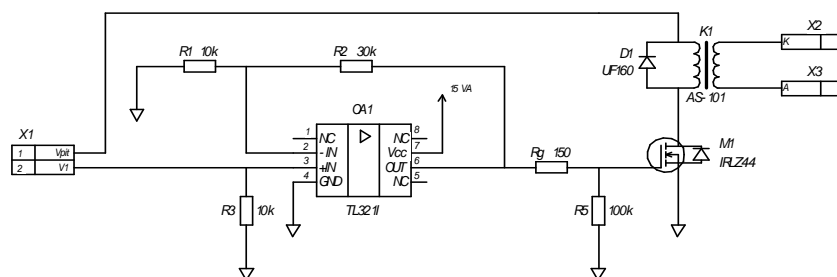 K1
X2
R1 10k
R2 30k
D1
UF160
K
X3
A
15 VA
AS-101
OA1
X1
1 NC
NC 8
M1
1 Vpit
2 -IN
Vcc 7
Rg 150
IRLZ44
2 V1
3 +IN
OUT 6
4 GND
NC 5
R3 10k
TL321I
R5 100k